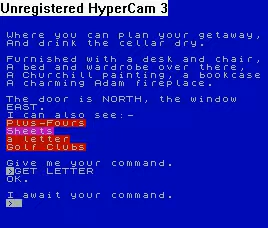 Unregistered HyperCam 3
Where you can plan your getaway,
And drink the cellar dry.
Furnished with a desk and chair,
A bed and wardrobe over there,
A Churchill painting, a bookcase
A charming Adam fireplace.
The door is NORTH, the window
EAST.
I can also see:-
Plus-Fours
Sheets
a letter
Golf Clubs
Give me your command.
>GET LETTER
OK.
I await your command.
>